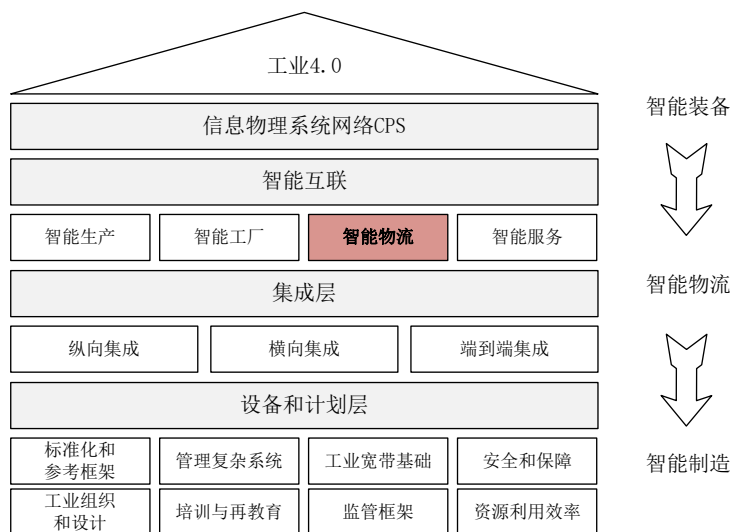 工业4.0
信息物理系统网络CPS
智能互联
智能生产
智能工厂
智能物流
智能服务
集成层
纵向集成
横向集成
端到端集成
设备和计划层
标准化和
参考框架
管理复杂系统
工业宽带基础
安全和保障
工业组织
和设计
培训与再教育
监管框架
资源利用效率
智能装备
智能物流
智能制造